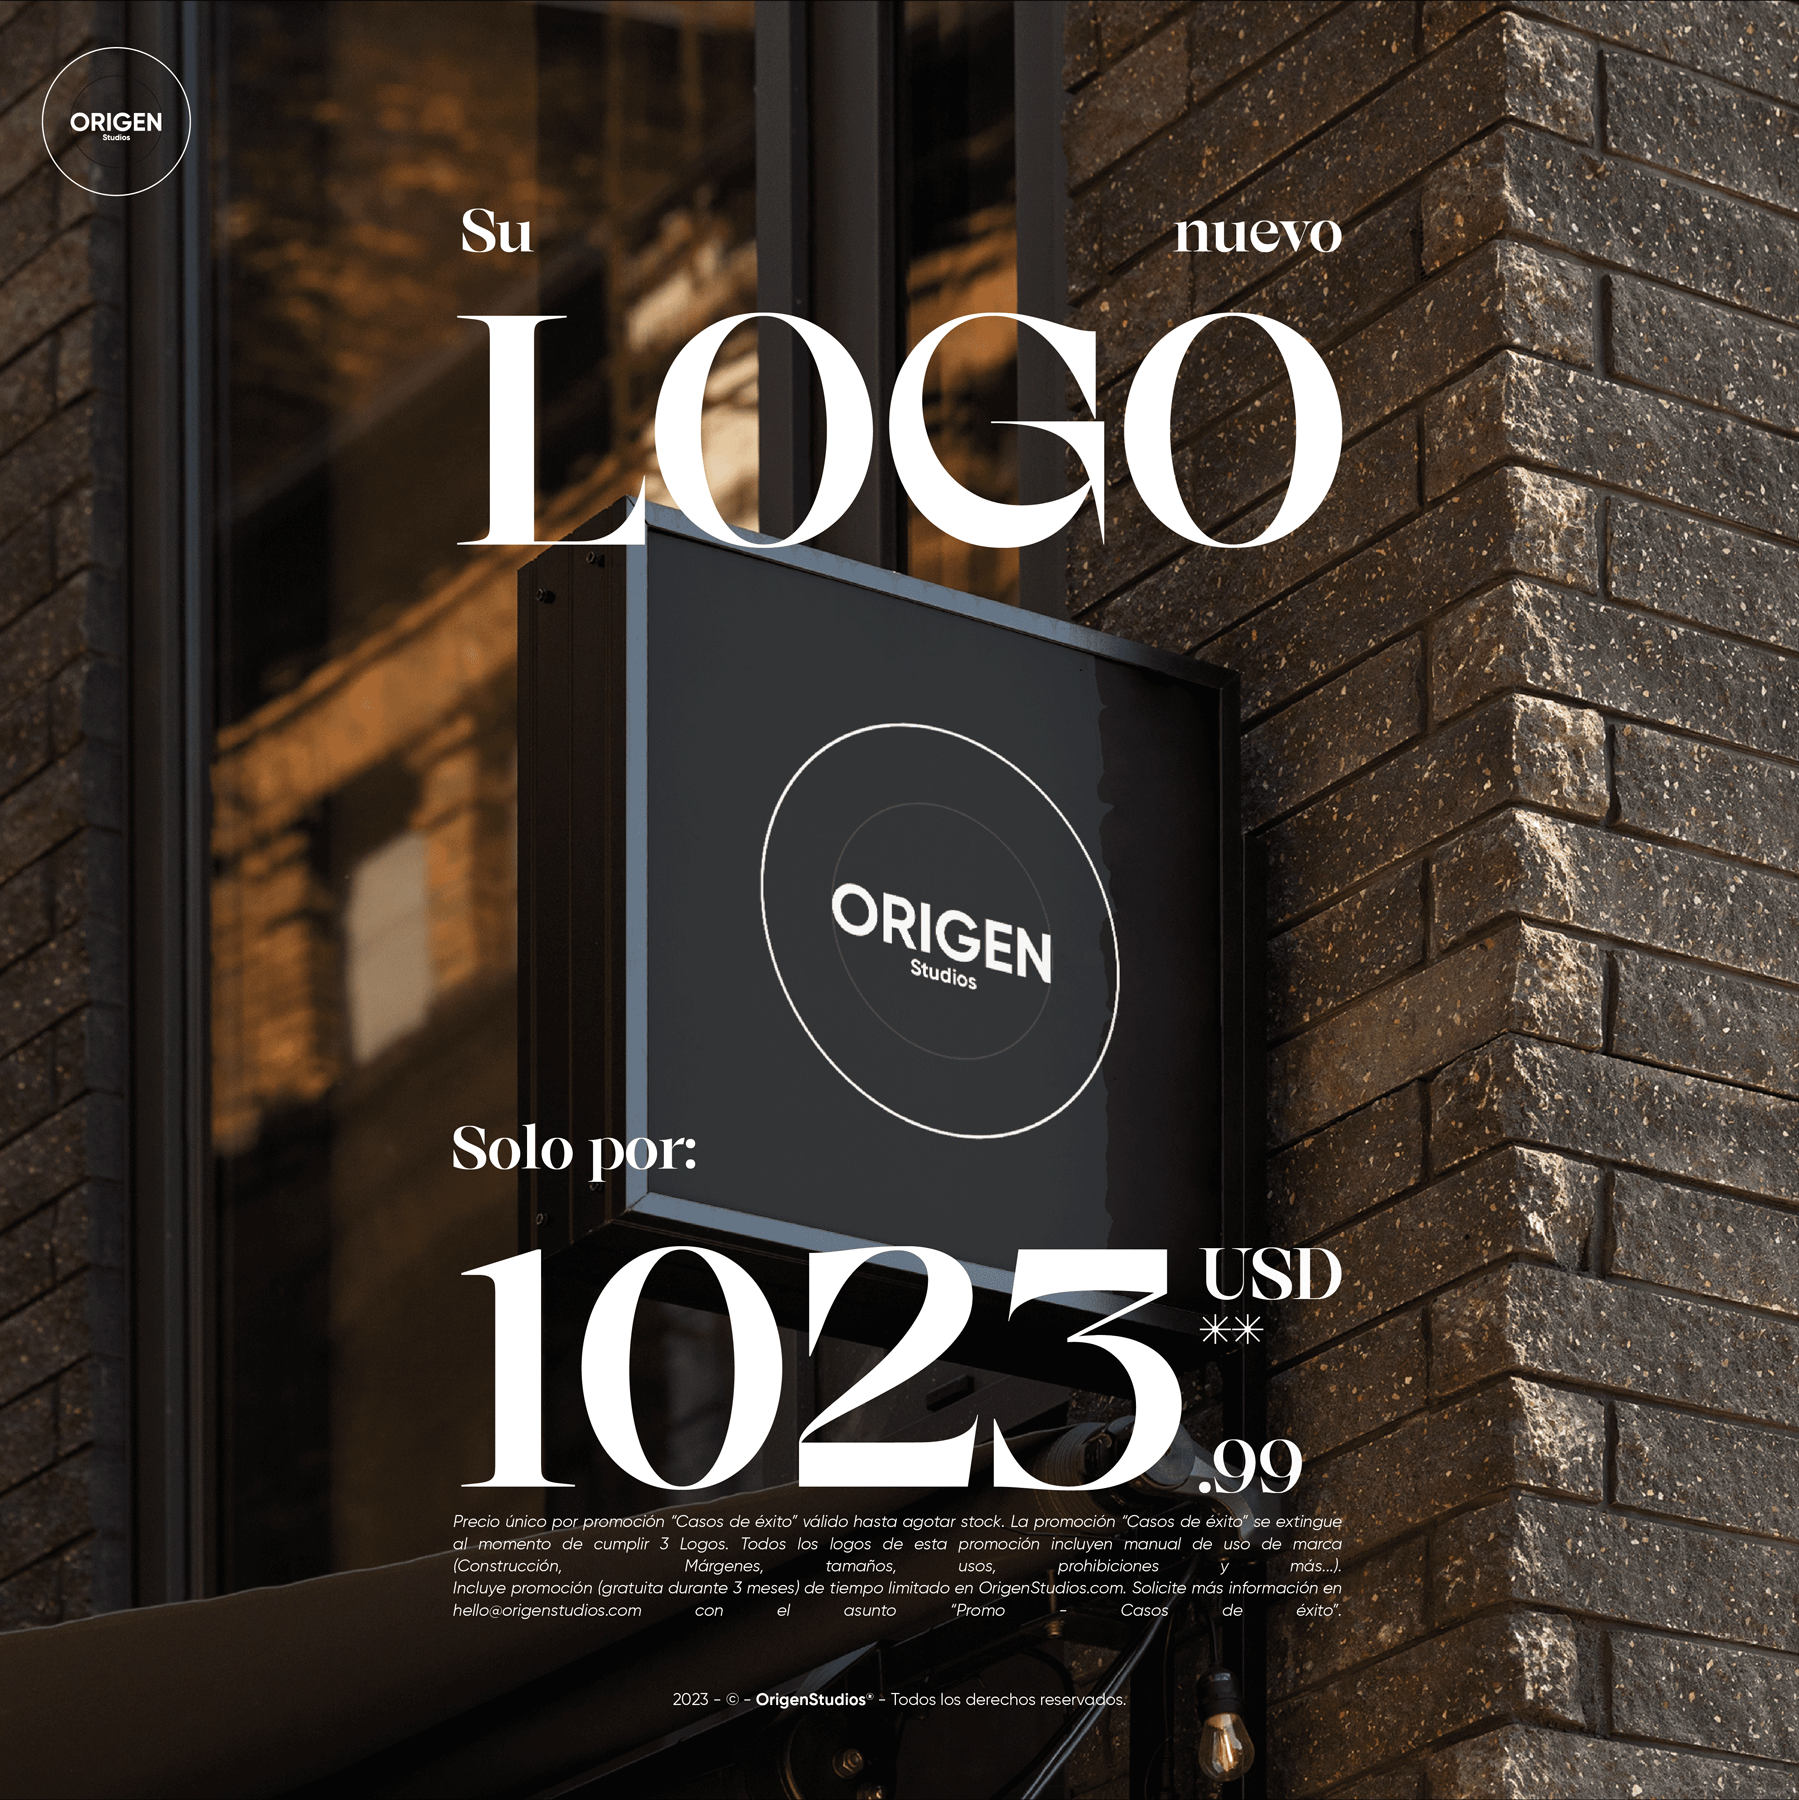 ORIGEN
Studios
Su nuevo
LOGO
ORIGEN
Studios
Solo por:
1023.99 USD
**
Precio único por promoción “Casos de éxito” válido hasta agotar stock. La promoción “Casos de éxito” se extingue
al momento de cumplir 3 Logos. Todos los logos de esta promoción incluyen manual de uso de marca
(Construcción, Márgenes, tamaños, usos, prohibiciones y más...).
Incluye promoción (gratuita durante 3 meses) de tiempo limitado en OrigenStudios.com. Solicite más información en
hello@origenstudios.com con el asunto “Promo - Casos de éxito”.
2023 - © - OrigenStudios® - Todos los derechos reservados.